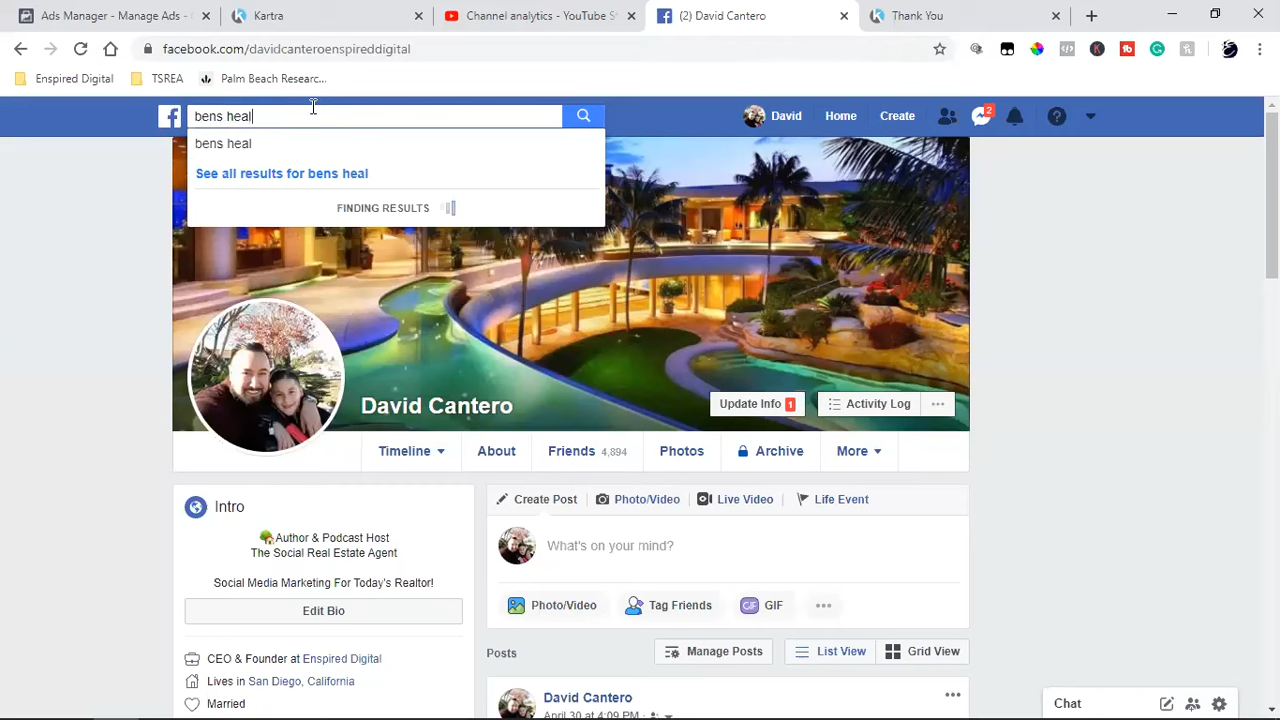 Ads Manager - Manage Ads -
Kartra
Channel analytics - YouTube S
(2) David Cantero
Thank You
facebook.com/davidcanteroenspireddigital
Enspired Digital
TSREA
Palm Beach Researc...
bens heal
David
Home
Create
2
bens heal
See all results for bens heal
FINDING RESULTS
David Cantero
Update Info 1
Activity Log
Timeline
About
Friends 4,894
Photos
Archive
More
Intro
Author & Podcast Host
The Social Real Estate Agent
Social Media Marketing For Today's Realtor!
Edit Bio
CEO & Founder at Enspired Digital
Lives in San Diego, California
Married
Create Post
Photo/Video
Live Video
Life Event
What's on your mind?
Photo/Video
Tag Friends
GIF
Posts
Manage Posts
List View
Grid View
David Cantero
April 30 at 4:09 PM
Chat